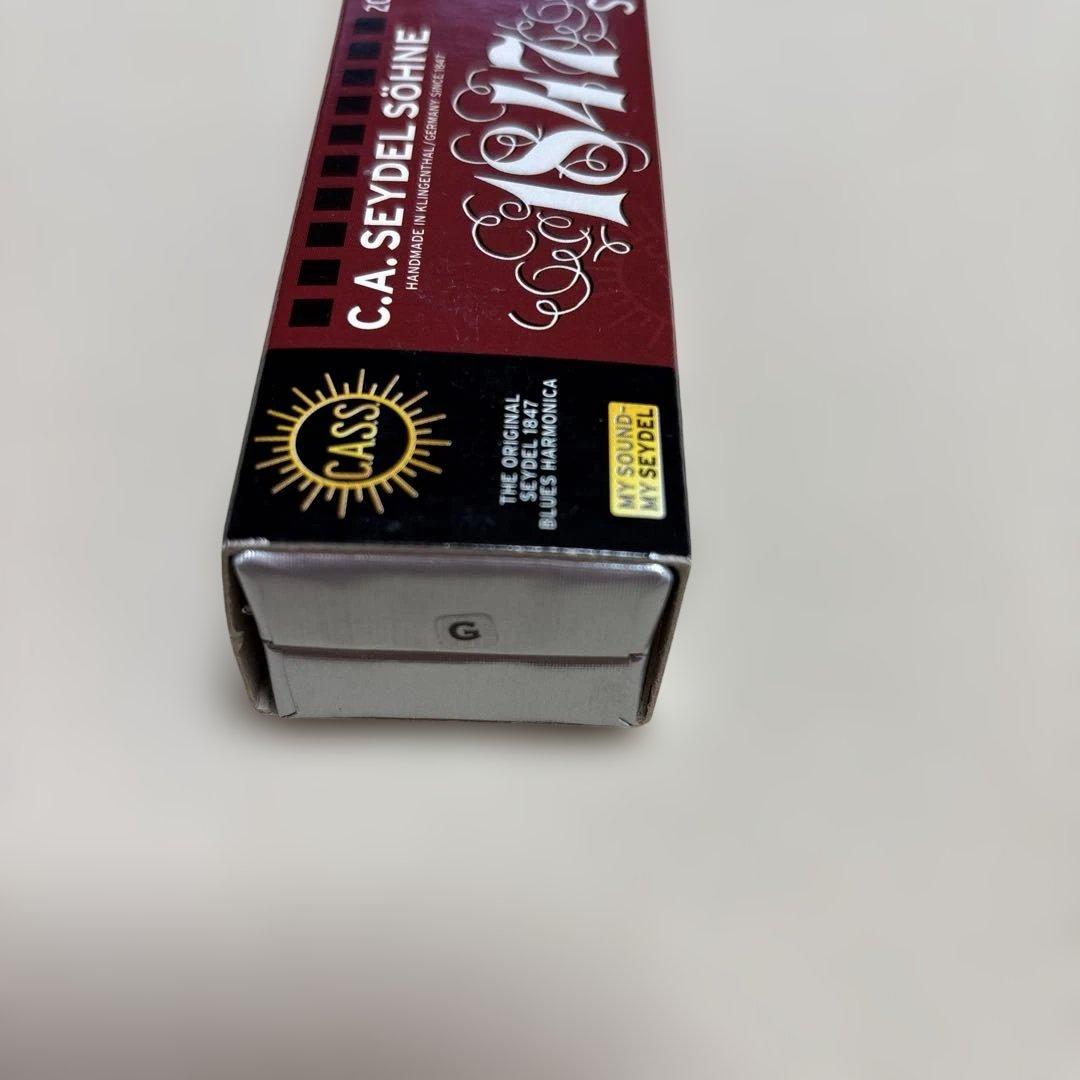 20
C.A. SEYDEL SÖHNE
HANDMADE IN KLINGENTHAL/GERMANY SINCE 1847
1847
S
C.A.S.S.
THE ORIGINAL
SEYDEL 1847
BLUES HARMONICA
MY SOUND-
MY SEYDEL
G